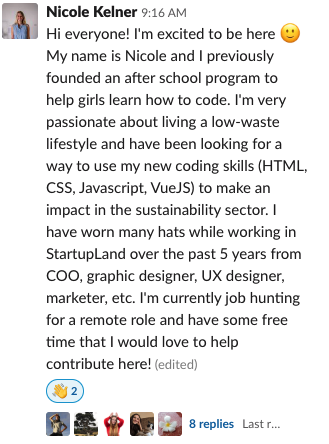 Nicole Kelner 9:16 AM
Hi everyone! I'm excited to be here 🙂
My name is Nicole and I previously
founded an after school program to
help girls learn how to code. I'm very
passionate about living a low-waste
lifestyle and have been looking for a
way to use my new coding skills (HTML,
CSS, Javascript, VueJS) to make an
impact in the sustainability sector. I
have worn many hats while working in
StartupLand over the past 5 years from
COO, graphic designer, UX designer,
marketer, etc. I'm currently job hunting
for a remote role and have some free
time that I would love to help
contribute here! (edited)
👏 2
8 replies Last r...